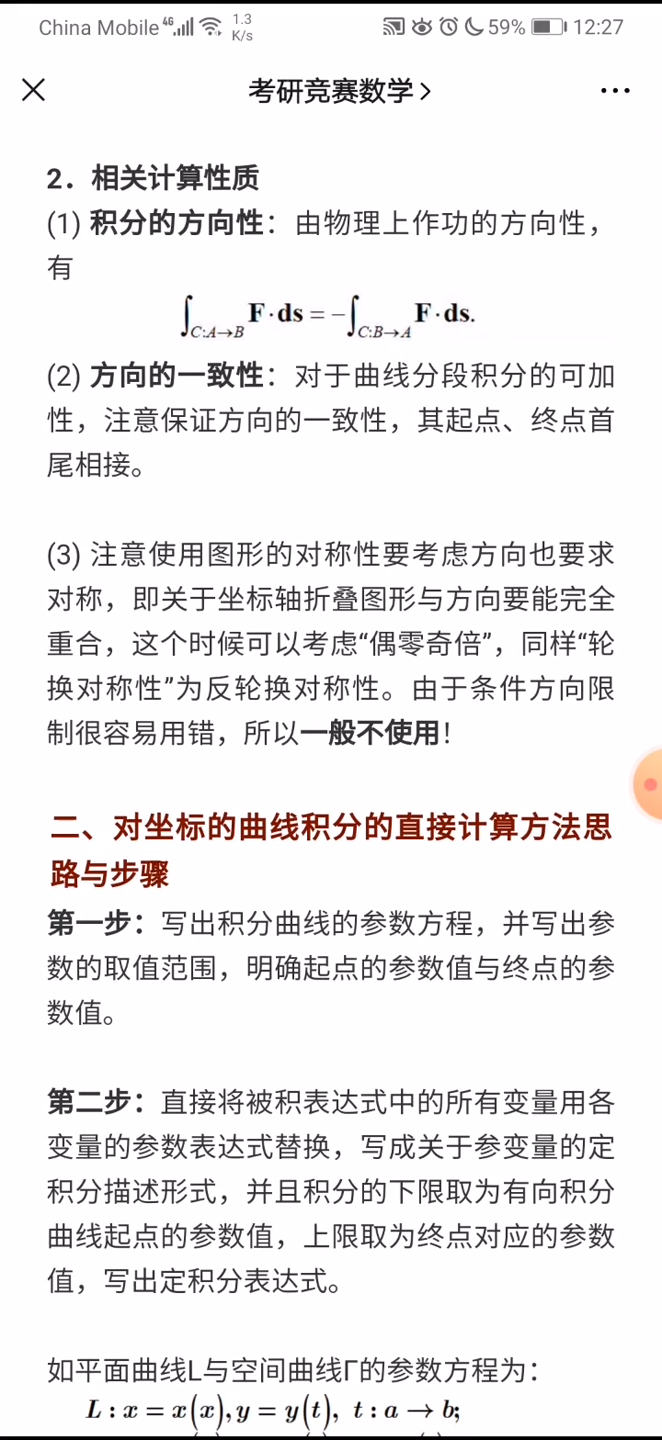 China Mobile 4G 1.3 K/s 59% 12:27
考研竞赛数学 >
2．相关计算性质
(1) 积分的方向性：由物理上作功的方向性，
有
∫_{C:A→B} F·ds = −∫_{C:B→A} F·ds.
(2) 方向的一致性：对于曲线分段积分的可加
性，注意保证方向的一致性，其起点、终点首
尾相接。
(3) 注意使用图形的对称性要考虑方向也要求
对称，即关于坐标轴折叠图形与方向要能完全
重合，这个时候可以考虑“偶零奇倍”，同样“轮
换对称性”为反轮换对称性。由于条件方向限
制很容易用错，所以一般不使用！
二、对坐标的曲线积分的直接计算方法思
路与步骤
第一步：写出积分曲线的参数方程，并写出参
数的取值范围，明确起点的参数值与终点的参
数值。
第二步：直接将被积表达式中的所有变量用各
变量的参数表达式替换，写成关于参变量的定
积分描述形式，并且积分的下限取为有向积分
曲线起点的参数值，上限取为终点对应的参数
值，写出定积分表达式。
如平面曲线L与空间曲线Γ的参数方程为：
L : x = x(x), y = y(t), t : a → b;